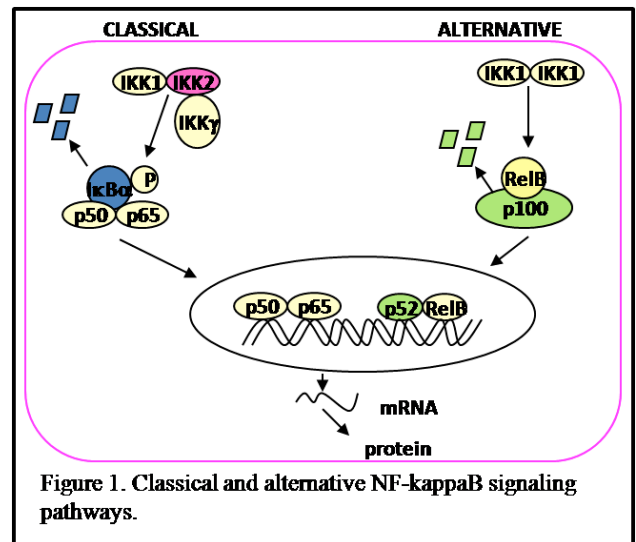 CLASSICAL
ALTERNATIVE
IKK1 IKK2
IKKγ
IKK1 IKK1
P
IκBα
p50 p65
RelB
p100
p50 p65
p52 RelB
mRNA
protein
Figure 1. Classical and alternative NF-kappaB signaling
pathways.